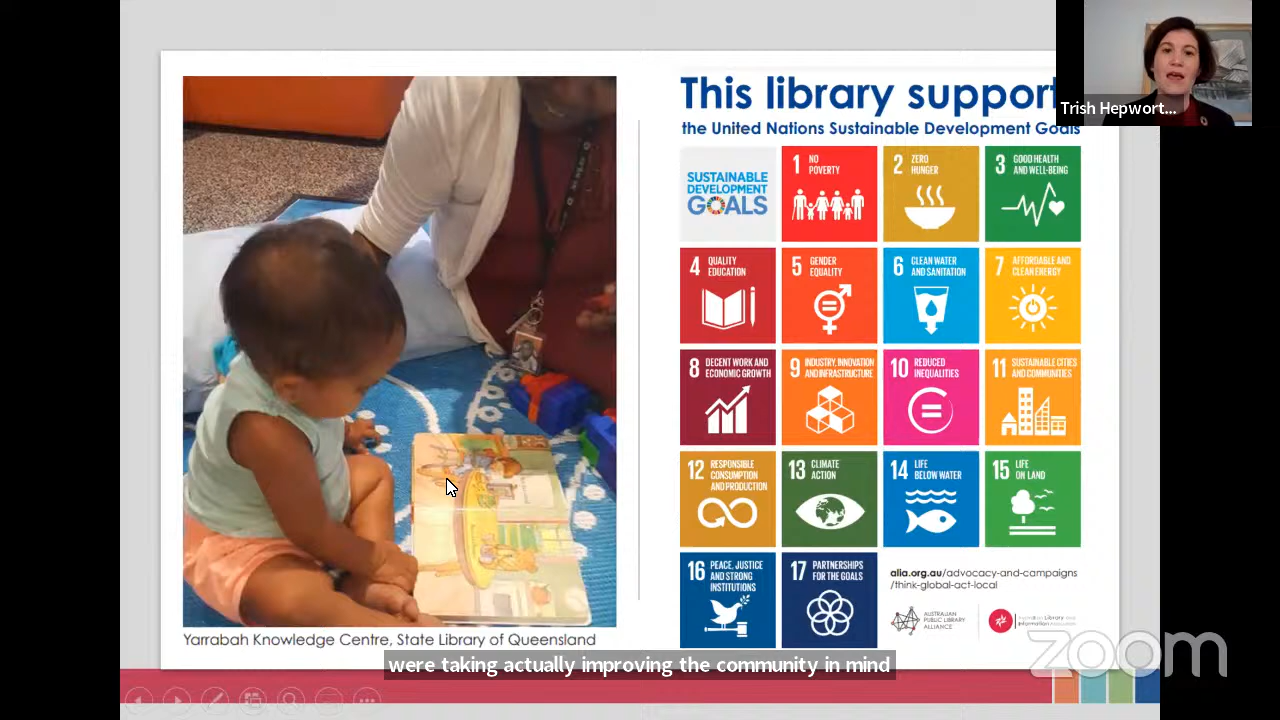 This library support
the United Nations Sustainable Development Goals
SUSTAINABLE
DEVELOPMENT
GOALS
1 NO
POVERTY
2 ZERO
HUNGER
3 GOOD HEALTH
AND WELL-BEING
4 QUALITY
EDUCATION
5 GENDER
EQUALITY
6 CLEAN WATER
AND SANITATION
7 AFFORDABLE AND
CLEAN ENERGY
8 DECENT WORK AND
ECONOMIC GROWTH
9 INDUSTRY, INNOVATION
AND INFRASTRUCTURE
10 REDUCED
INEQUALITIES
11 SUSTAINABLE CITIES
AND COMMUNITIES
12 RESPONSIBLE
CONSUMPTION
AND PRODUCTION
13 CLIMATE
ACTION
14 LIFE
BELOW WATER
15 LIFE
ON LAND
16 PEACE, JUSTICE
AND STRONG
INSTITUTIONS
17 PARTNERSHIPS
FOR THE GOALS
alia.org.au/advocacy-and-campaigns
/think-global-act-local
AUSTRALIAN
PUBLIC LIBRARY
ALLIANCE
Australian Library and
Information Association
Trish Hepwort...
Yarrabah Knowledge Centre, State Library of Queensland
were taking actually improving the community in mind
zoom